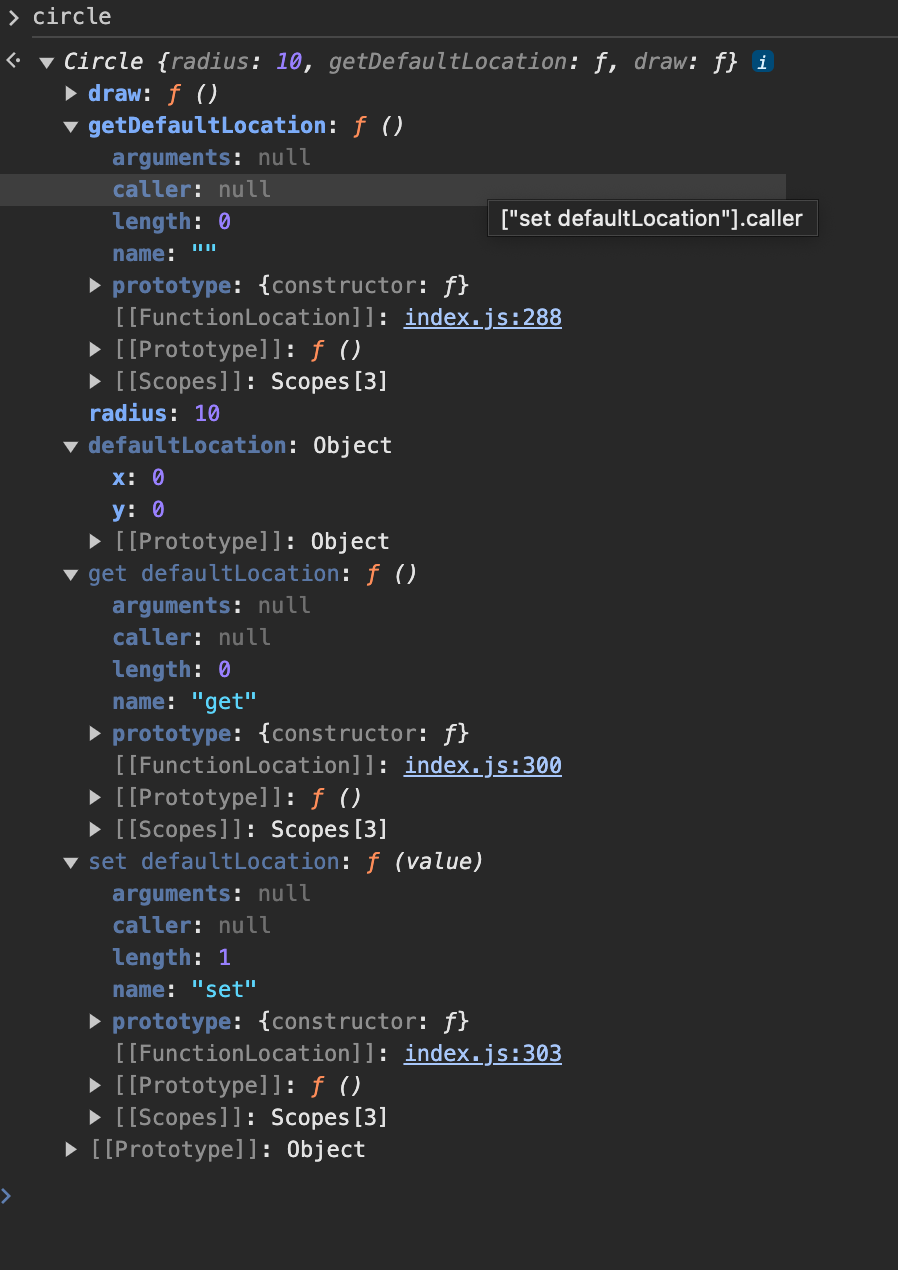 > circle
Circle {radius: 10, getDefaultLocation: ƒ, draw: ƒ} i
draw: ƒ ()
getDefaultLocation: ƒ ()
arguments: null
caller: null
["set defaultLocation"].caller
length: 0
name: ""
prototype: {constructor: ƒ}
[[FunctionLocation]]: index.js:288
[[Prototype]]: ƒ ()
[[Scopes]]: Scopes[3]
radius: 10
defaultLocation: Object
x: 0
y: 0
[[Prototype]]: Object
get defaultLocation: ƒ ()
arguments: null
caller: null
length: 0
name: "get"
prototype: {constructor: ƒ}
[[FunctionLocation]]: index.js:300
[[Prototype]]: ƒ ()
[[Scopes]]: Scopes[3]
set defaultLocation: ƒ (value)
arguments: null
caller: null
length: 1
name: "set"
prototype: {constructor: ƒ}
[[FunctionLocation]]: index.js:303
[[Prototype]]: ƒ ()
[[Scopes]]: Scopes[3]
[[Prototype]]: Object
>